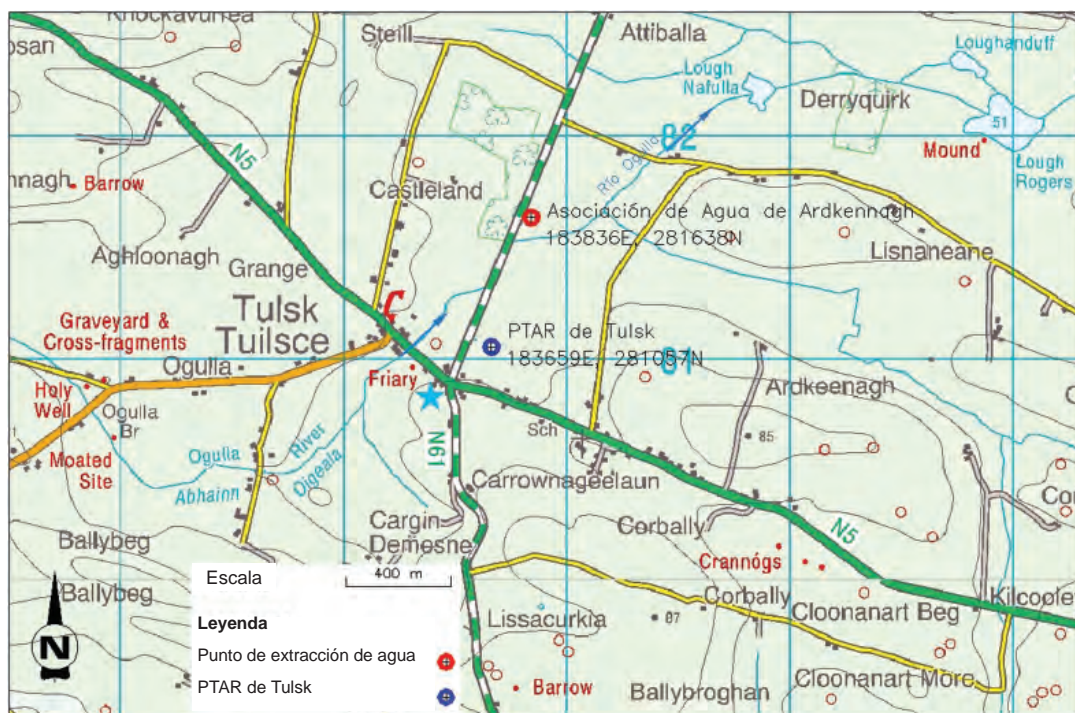 Knockavurrea
Steill
Attiballa
Loughanduff
Lough
Nafulla
Derryquirk
51
82
Mound
Lough
Rogers
N5
Río Ogulla
Barrow
Castleland
Asociación de Agua de Ardkennagh
183836E, 281638N
Lisnaneane
Aghloonagh
Grange
Tulsk
Tuilsce
PTAR de Tulsk
183659E, 281057N
81
Graveyard &
Cross-fragments
Ogulla
Friary
Ardkeenagh
Holy
Well
Ogulla
Br
Sch
85
N61
Moated
Site
Ogulla River
Abhainn Oigeala
Carrownageelaun
Cargin
Demesne
Corbally
N5
Ballybeg
Crannógs
Escala
400 m
Corbally
Cloonanart Beg
Kilcoole
Ballybeg
Leyenda
Lissacurkia
87
Punto de extracción de agua
PTAR de Tulsk
N
Barrow
Ballybroghan
Cloonanart More